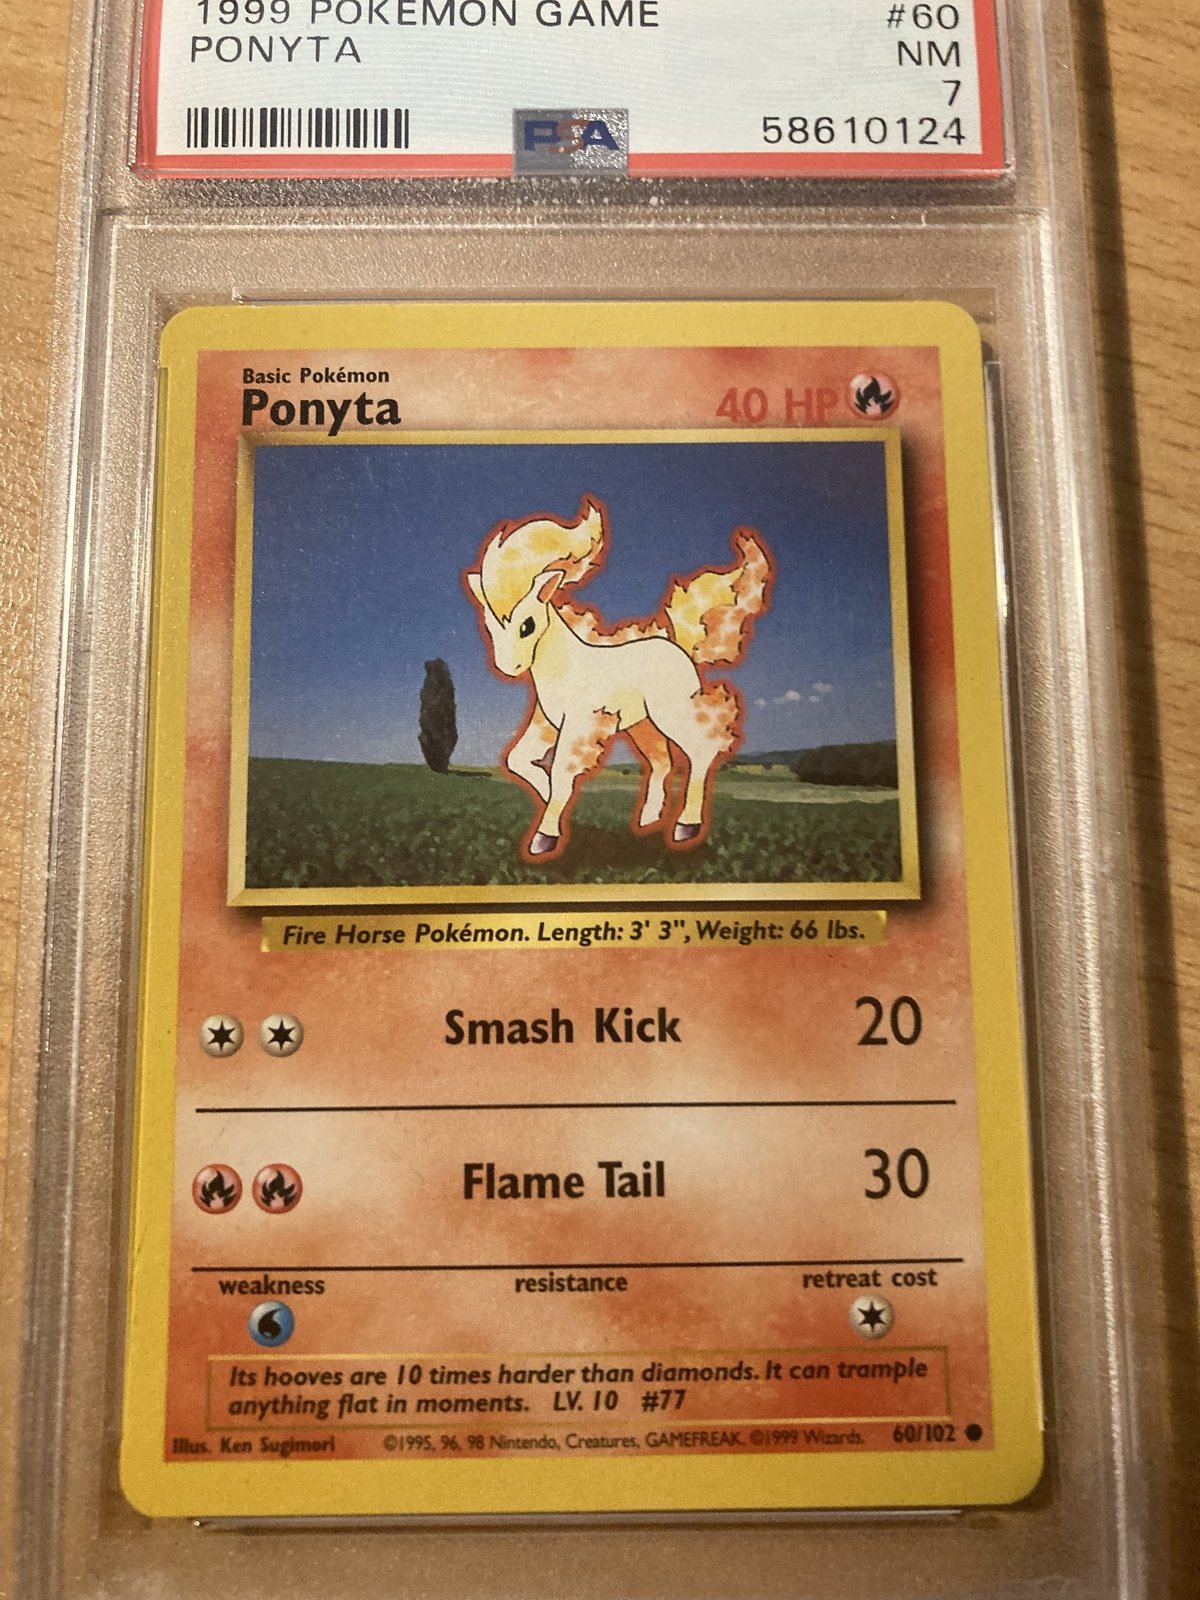 1999 POKEMON GAME #60
PONYTA NM
7
PSA 58610124
Basic Pokémon
Ponyta 40 HP
Fire Horse Pokémon. Length: 3' 3", Weight: 66 lbs.
Smash Kick 20
Flame Tail 30
weakness resistance retreat cost
Its hooves are 10 times harder than diamonds. It can trample
anything flat in moments. LV. 10 #77
Illus. Ken Sugimori ©1995, 96, 98 Nintendo, Creatures, GAMEFREAK. ©1999 Wizards. 60/102